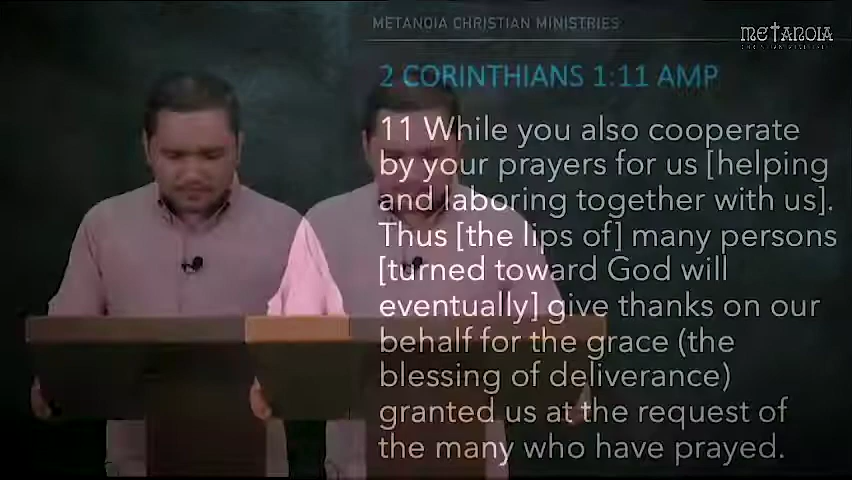 METANOIA CHRISTIAN MINISTRIES
METANOIA
CHRISTIAN MINISTRIES
2 CORINTHIANS 1:11 AMP
11 While you also cooperate
by your prayers for us [helping
and laboring together with us].
Thus [the lips of] many persons
[turned toward God will
eventually] give thanks on our
behalf for the grace (the
blessing of deliverance)
granted us at the request of
the many who have prayed.